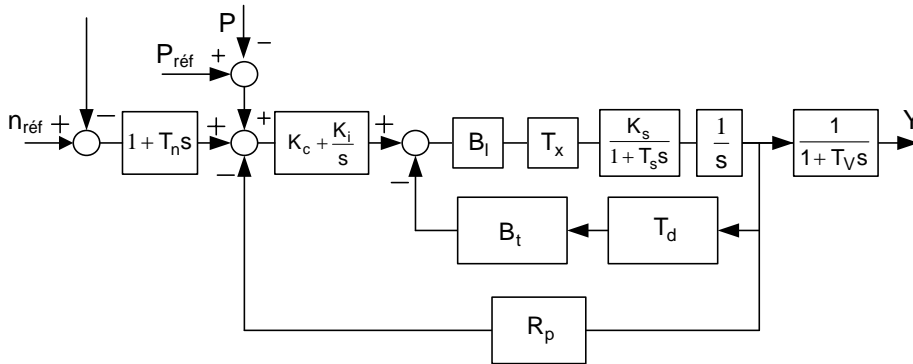 P
P_réf
n_réf
+
−
1 + T_n s
+
−
+
+
−
K_c + K_i/s
+
−
B_l
T_x
K_s/(1 + T_s s)
1/s
1/(1 + T_V s)
Y
B_t
T_d
R_p